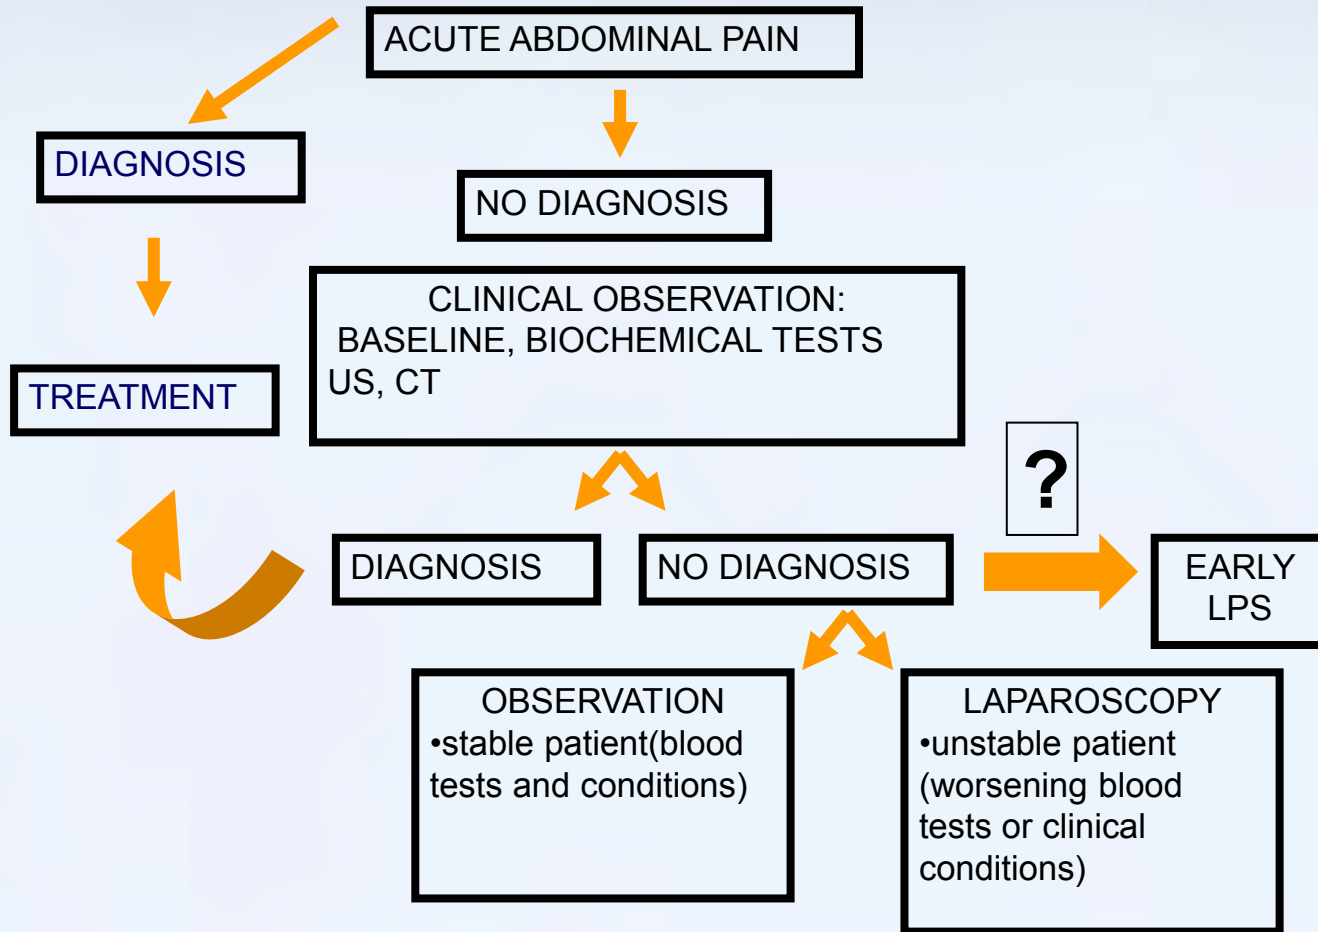 ACUTE ABDOMINAL PAIN
DIAGNOSIS
NO DIAGNOSIS
CLINICAL OBSERVATION:
BASELINE, BIOCHEMICAL TESTS
US, CT
TREATMENT
?
DIAGNOSIS
NO DIAGNOSIS
EARLY
LPS
OBSERVATION
•stable patient(blood
tests and conditions)
LAPAROSCOPY
•unstable patient
(worsening blood
tests or clinical
conditions)